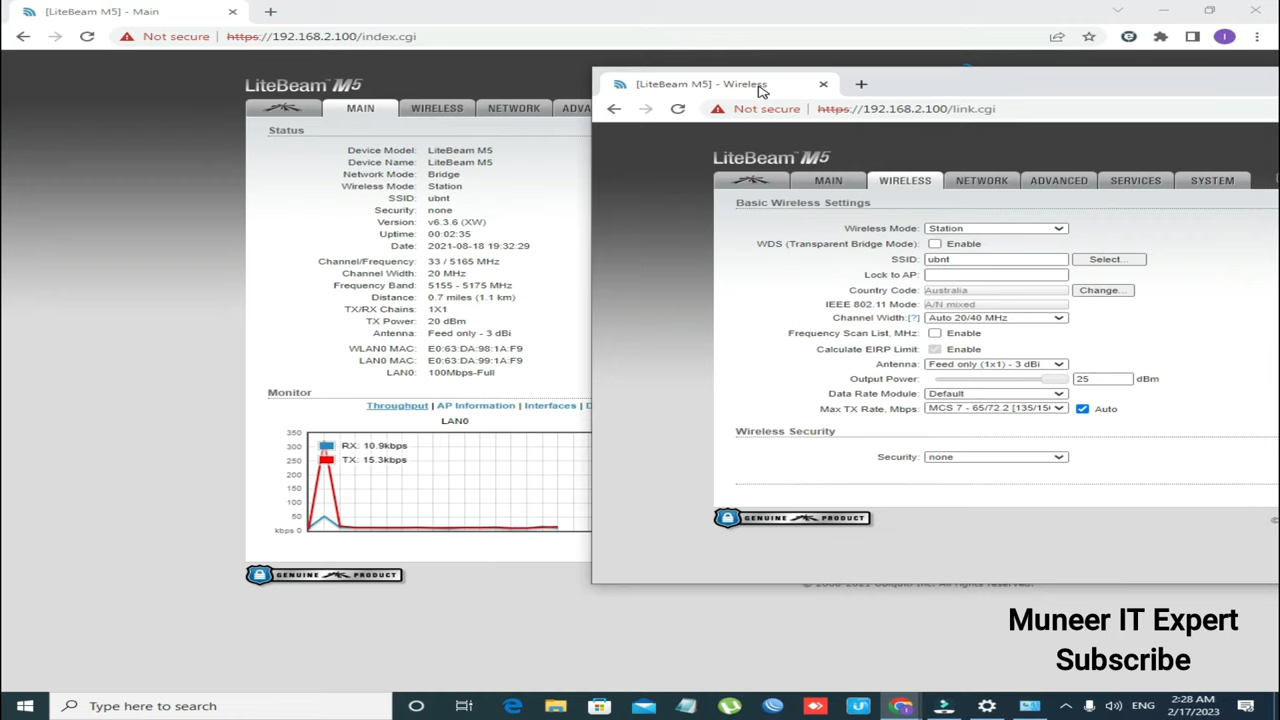 [LiteBeam M5] - Main
Not secure https://192.168.2.100/index.cgi
LiteBeam M5
MAIN WIRELESS NETWORK ADVA
Status
Device Model: LiteBeam M5
Device Name: LiteBeam M5
Network Mode: Bridge
Wireless Mode: Station
SSID: ubnt
Security: none
Version: v6.3.6 (XW)
Uptime: 00:02:35
Date: 2021-08-18 19:32:29
Channel/Frequency: 33 / 5165 MHz
Channel Width: 20 MHz
Frequency Band: 5155 - 5175 MHz
Distance: 0.7 miles (1.1 km)
TX/RX Chains: 1X1
TX Power: 20 dBm
Antenna: Feed only - 3 dBi
WLAN0 MAC: E0:63:DA:98:1A:F9
LAN0 MAC: E0:63:DA:99:1A:F9
LAN0: 100Mbps-Full
Monitor
Throughput | AP Information | Interfaces | D
LAN0
350
300
250
200
150
100
50
kbps 0
RX: 10.9kbps
TX: 15.3kbps
GENUINE PRODUCT
[LiteBeam M5] - Wireless
Not secure https://192.168.2.100/link.cgi
LiteBeam M5
MAIN WIRELESS NETWORK ADVANCED SERVICES SYSTEM
Basic Wireless Settings
Wireless Mode: Station
WDS (Transparent Bridge Mode): Enable
SSID: ubnt Select...
Lock to AP:
Country Code: Australia Change...
IEEE 802.11 Mode: A/N mixed
Channel Width:[?] Auto 20/40 MHz
Frequency Scan List, MHz: Enable
Calculate EIRP Limit: Enable
Antenna: Feed only (1x1) - 3 dBi
Output Power: 25 dBm
Data Rate Module: Default
Max TX Rate, Mbps: MCS 7 - 65/72.2 [135/15 Auto
Wireless Security
Security: none
GENUINE PRODUCT
Muneer IT Expert
Subscribe
Type here to search
ENG
2:28 AM
2/17/2023